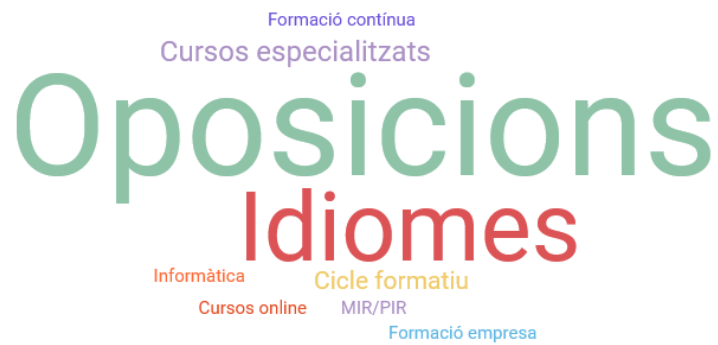 Formació contínua
Cursos especialitzats
Oposicions
Idiomes
Informàtica
Cicle formatiu
Cursos online
MIR/PIR
Formació empresa